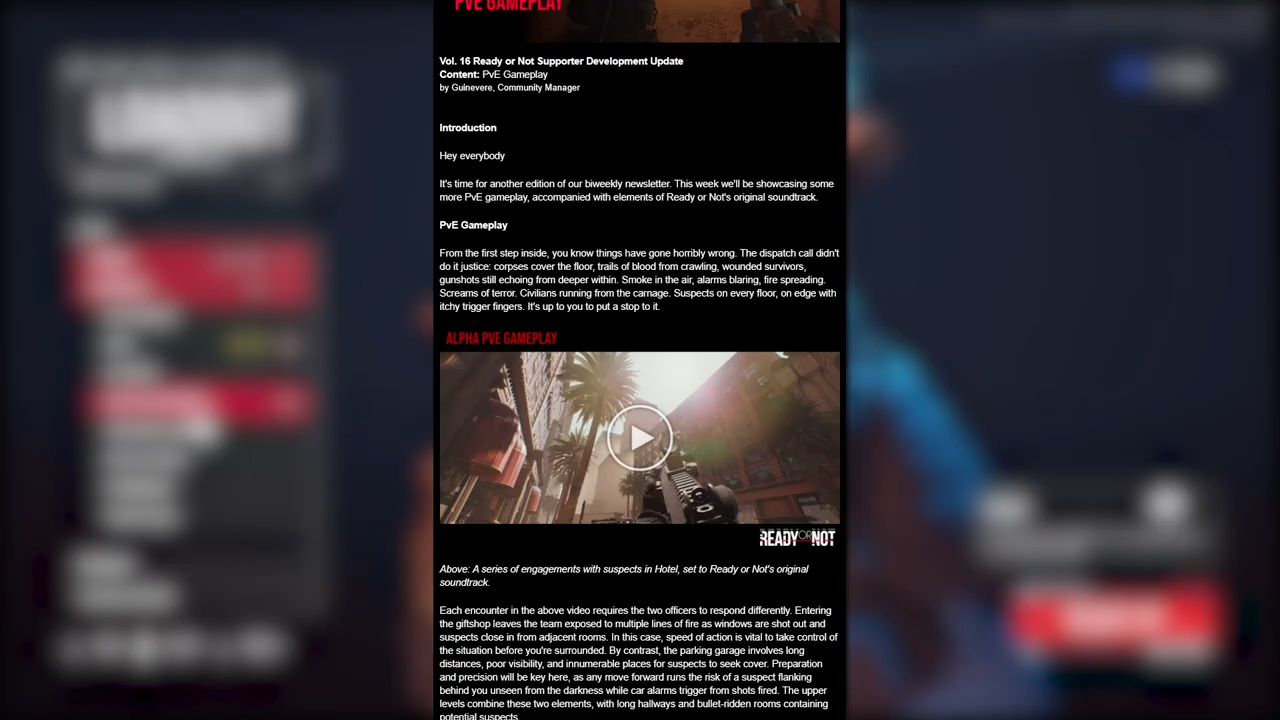 PVE GAMEPLAY
Vol. 16 Ready or Not Supporter Development Update
Content: PvE Gameplay
by Guinevere, Community Manager
Introduction
Hey everybody
It's time for another edition of our biweekly newsletter. This week we'll be showcasing some
more PvE gameplay, accompanied with elements of Ready or Not's original soundtrack.
PvE Gameplay
From the first step inside, you know things have gone horribly wrong. The dispatch call didn't
do it justice: corpses cover the floor, trails of blood from crawling, wounded survivors,
gunshots still echoing from deeper within. Smoke in the air, alarms blaring, fire spreading.
Screams of terror. Civilians running from the carnage. Suspects on every floor, on edge with
itchy trigger fingers. It's up to you to put a stop to it.
ALPHA PVE GAMEPLAY
READY OR NOT
Above: A series of engagements with suspects in Hotel, set to Ready or Not's original
soundtrack.
Each encounter in the above video requires the two officers to respond differently. Entering
the giftshop leaves the team exposed to multiple lines of fire as windows are shot out and
suspects close in from adjacent rooms. In this case, speed of action is vital to take control of
the situation before you're surrounded. By contrast, the parking garage involves long
distances, poor visibility, and innumerable places for suspects to seek cover. Preparation
and precision will be key here, as any move forward runs the risk of a suspect flanking
behind you unseen from the darkness while car alarms trigger from shots fired. The upper
levels combine these two elements, with long hallways and bullet-ridden rooms containing
potential suspects.